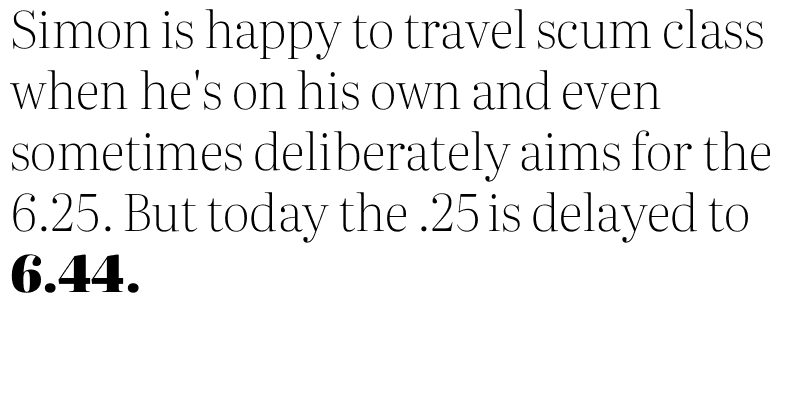 Simon is happy to travel scum class
when he's on his own and even
sometimes deliberately aims for the
6.25. But today the .25 is delayed to
6.44.